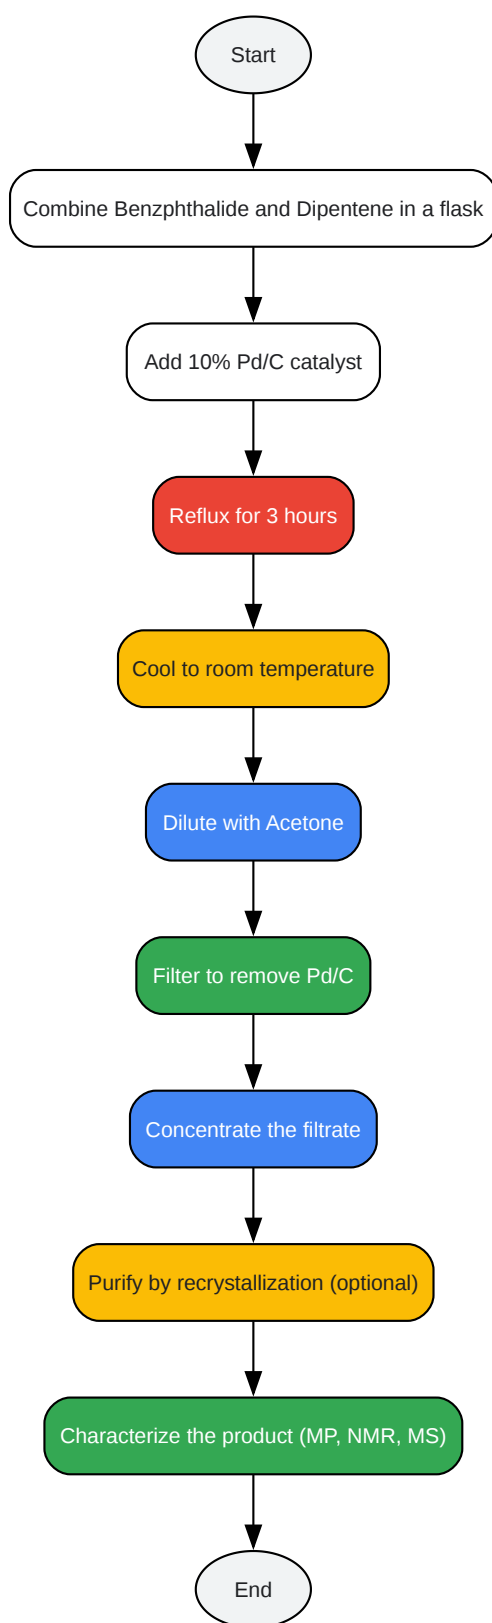 Start
Combine Benzphthalide and Dipentene in a flask
Add 10% Pd/C catalyst
Reflux for 3 hours
Cool to room temperature
Dilute with Acetone
Filter to remove Pd/C
Concentrate the filtrate
Purify by recrystallization (optional)
Characterize the product (MP, NMR, MS)
End